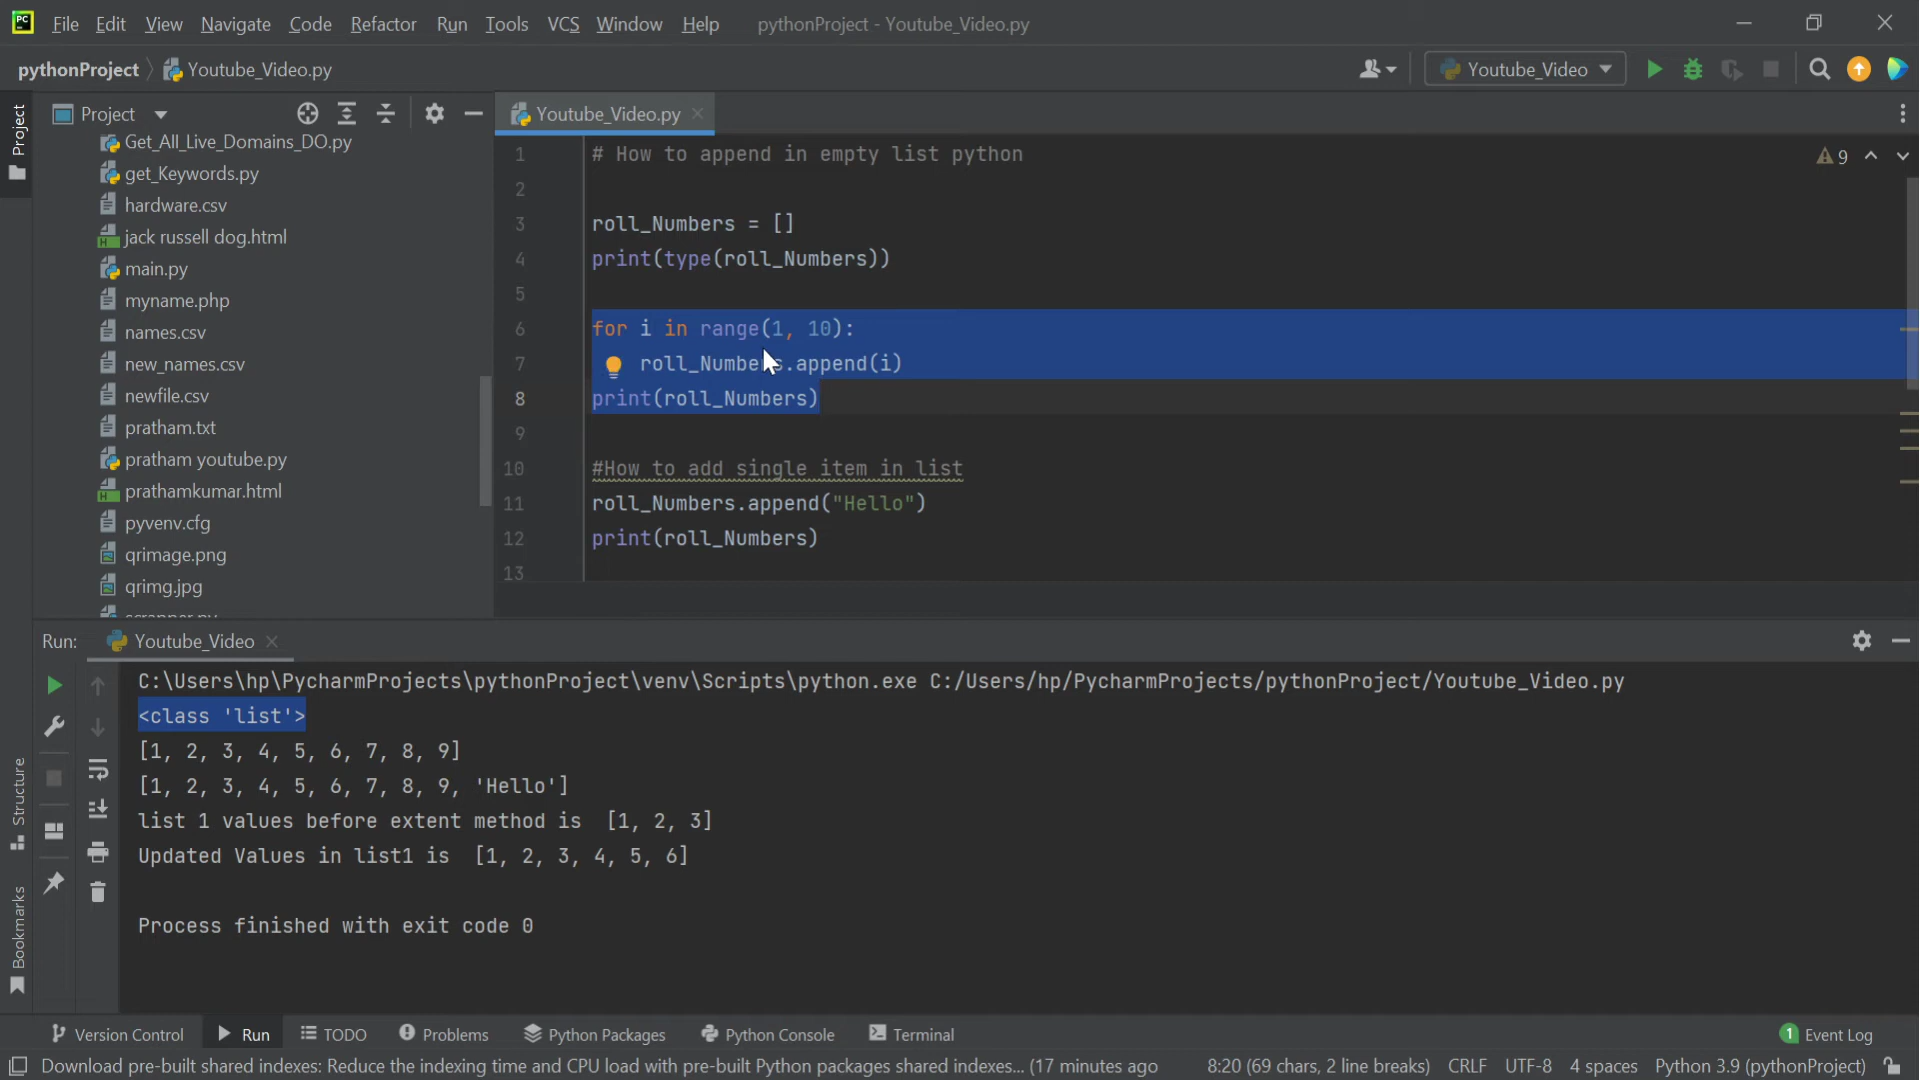 PC File Edit View Navigate Code Refactor Run Tools VCS Window Help pythonProject - Youtube_Video.py
pythonProject Youtube_Video.py Youtube_Video
Project
Project
Get_All_Live_Domains_DO.py
get_Keywords.py
hardware.csv
jack russell dog.html
main.py
myname.php
names.csv
new_names.csv
newfile.csv
pratham.txt
pratham youtube.py
prathamkumar.html
pyvenv.cfg
qrimage.png
qrimg.jpg
scrapper.py
Youtube_Video.py
9
1 # How to append in empty list python
2
3 roll_Numbers = []
4 print(type(roll_Numbers))
5
6 for i in range(1, 10):
7 roll_Numbers.append(i)
8 print(roll_Numbers)
9
10 #How to add single item in list
11 roll_Numbers.append("Hello")
12 print(roll_Numbers)
13
Run: Youtube_Video
C:\Users\hp\PycharmProjects\pythonProject\venv\Scripts\python.exe C:/Users/hp/PycharmProjects/pythonProject/Youtube_Video.py
<class 'list'>
[1, 2, 3, 4, 5, 6, 7, 8, 9]
[1, 2, 3, 4, 5, 6, 7, 8, 9, 'Hello']
list 1 values before extent method is  [1, 2, 3]
Updated Values in list1 is  [1, 2, 3, 4, 5, 6]
Process finished with exit code 0
Structure
Bookmarks
Version Control Run TODO Problems Python Packages Python Console Terminal 1 Event Log
Download pre-built shared indexes: Reduce the indexing time and CPU load with pre-built Python packages shared indexes... (17 minutes ago 8:20 (69 chars, 2 line breaks) CRLF UTF-8 4 spaces Python 3.9 (pythonProject)